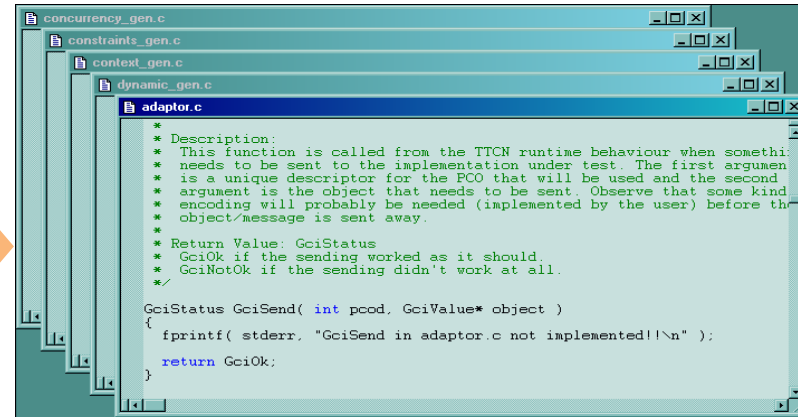 concurrency_gen.c
constraints_gen.c
context_gen.c
dynamic_gen.c
adaptor.c
*
* Description:
* This function is called from the TTCN runtime behaviour when somethi
* needs to be sent to the implementation under test. The first argumen
* is a unique descriptor for the PCO that will be used and the second
* argument is the object that needs to be sent. Observe that some kind
* encoding will probably be needed (implemented by the user) before th
* object/message is sent away.
*
* Return Value: GciStatus
* GciOk if the sending worked as it should.
* GciNotOk if the sending didn't work at all.
*/
GciStatus GciSend( int pcod, GciValue* object )
{
fprintf( stderr, "GciSend in adaptor.c not implemented!!\n" );
return GciOk;
}